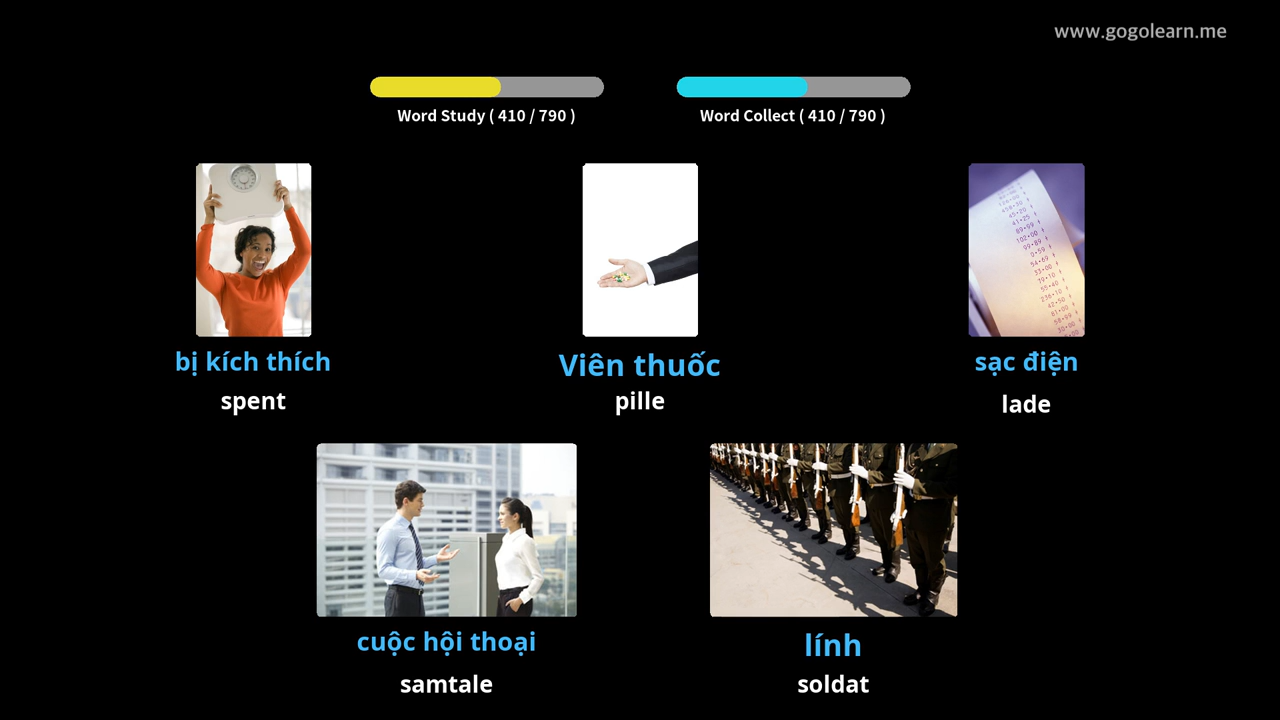 www.gogolearn.me
Word Study ( 410 / 790 )
Word Collect ( 410 / 790 )
bị kích thích
spent
Viên thuốc
pille
sạc điện
lade
cuộc hội thoại
samtale
lính
soldat